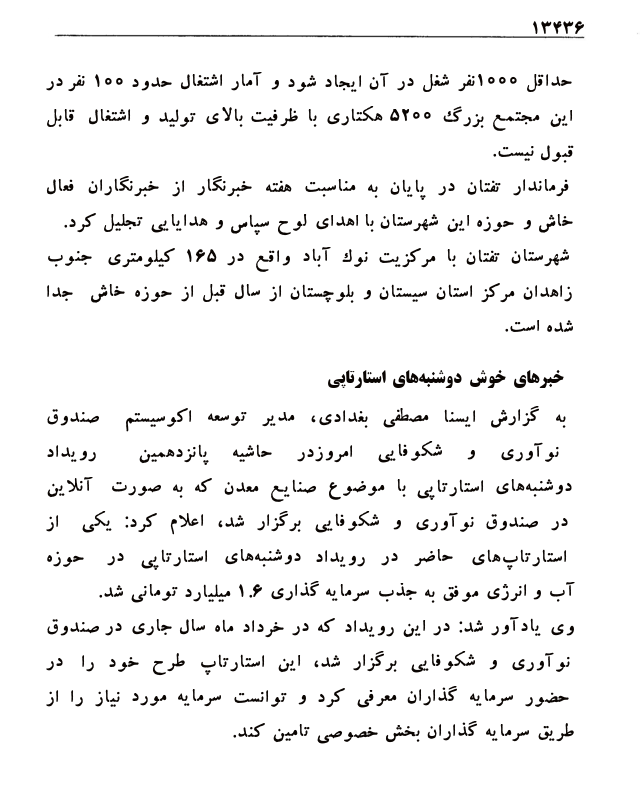 ۱۳۴۳۶
حداقل ۱۰۰۰نفر شغل در آن ایجاد شود و آمار اشتغال حدود ۱۰۰ نفر در
این مجتمع بزرگ ۵۲۰۰ هکتاری با ظرفیت بالای تولید و اشتغال قابل
قبول نیست.
فرماندار تفتان در پایان به مناسبت هفته خبرنگار از خبرنگاران فعال
خاش و حوزه این شهرستان با اهدای لوح سپاس و هدایایی تجلیل کرد.
شهرستان تفتان با مرکزیت نوك آباد واقع در ۱۶۵ کیلومتری جنوب
زاهدان مرکز استان سیستان و بلوچستان از سال قبل از حوزه خاش جدا
شده است.
خبرهای خوش دوشنبه‌های استارتاپی
به گزارش ایسنا مصطفی بغدادی، مدیر توسعه اکوسیستم صندوق
نوآوری و شکوفایی امروزدر حاشیه پانزدهمین رویداد
دوشنبه‌های استارتاپی با موضوع صنایع معدن که به صورت آنلاین
در صندوق نوآوری و شکوفایی برگزار شد، اعلام کرد: یکی از
استارتاپ‌های حاضر در رویداد دوشنبه‌های استارتاپی در حوزه
آب و انرژی موفق به جذب سرمایه گذاری ۱.۶ میلیارد تومانی شد.
وی یادآور شد: در این رویداد که در خرداد ماه سال جاری در صندوق
نوآوری و شکوفایی برگزار شد، این استارتاپ طرح خود را در
حضور سرمایه گذاران معرفی کرد و توانست سرمایه مورد نیاز را از
طریق سرمایه گذاران بخش خصوصی تامین کند.